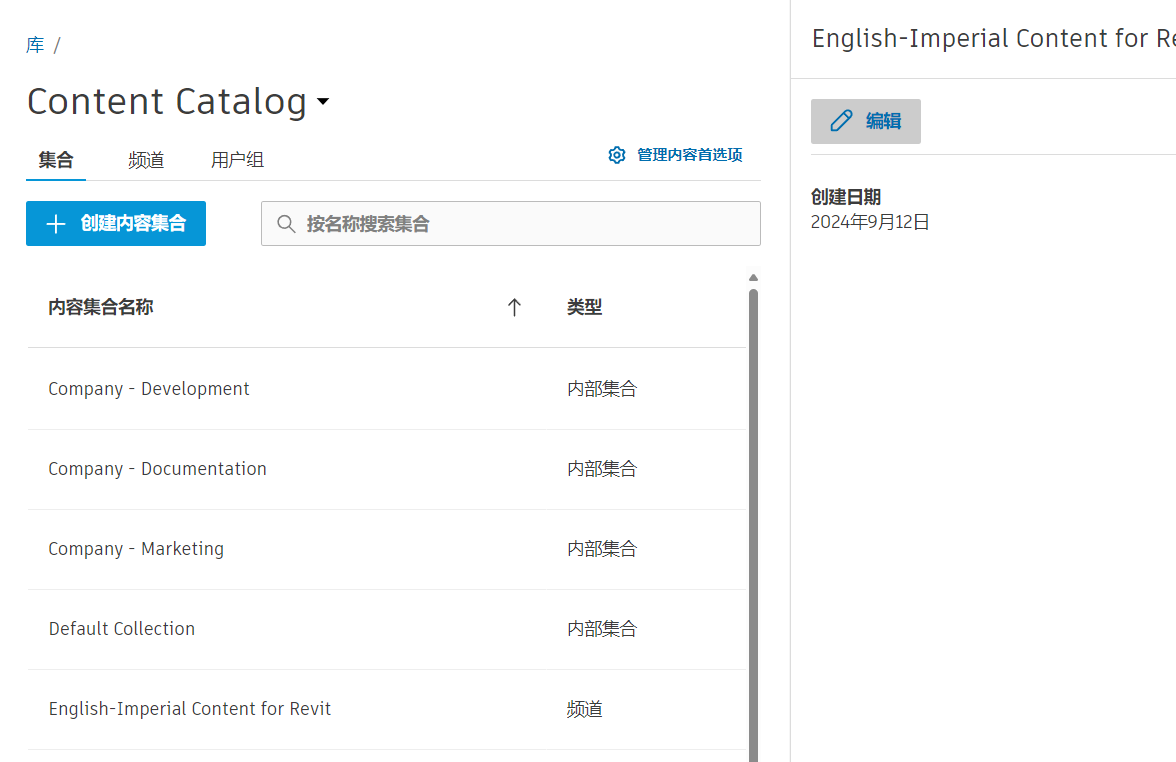 库 /
Content Catalog
集合 频道 用户组 管理内容首选项
创建内容集合 按名称搜索集合
内容集合名称 类型
Company - Development 内部集合
Company - Documentation 内部集合
Company - Marketing 内部集合
Default Collection 内部集合
English-Imperial Content for Revit 频道
English-Imperial Content for Re
编辑
创建日期
2024年9月12日